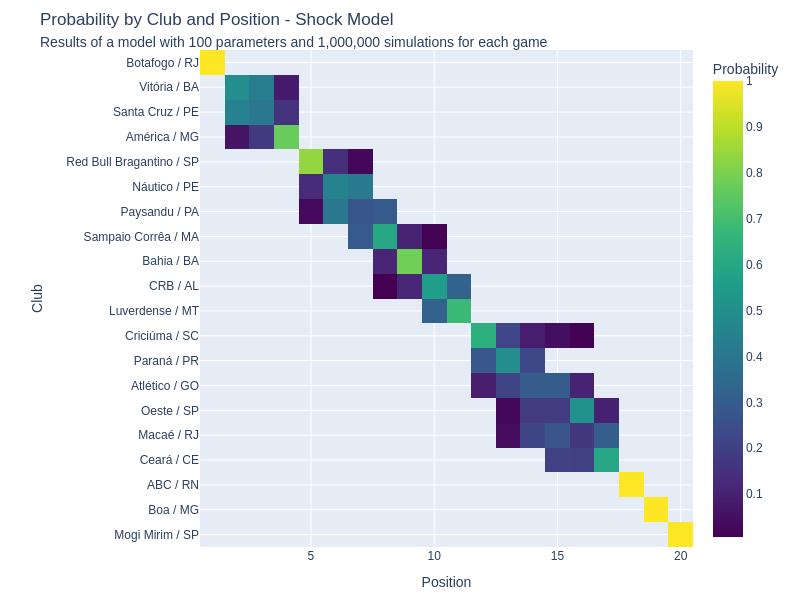 Probability by Club and Position - Shock Model
Results of a model with 100 parameters and 1,000,000 simulations for each game
Probability
Botafogo / RJ
Vitória / BA
Santa Cruz / PE
América / MG
Red Bull Bragantino / SP
Náutico / PE
Paysandu / PA
Sampaio Corrêa / MA
Bahia / BA
CRB / AL
Luverdense / MT
Criciúma / SC
Paraná / PR
Atlético / GO
Oeste / SP
Macaé / RJ
Ceará / CE
ABC / RN
Boa / MG
Mogi Mirim / SP
Club
5
10
15
20
Position
1
0.9
0.8
0.7
0.6
0.5
0.4
0.3
0.2
0.1